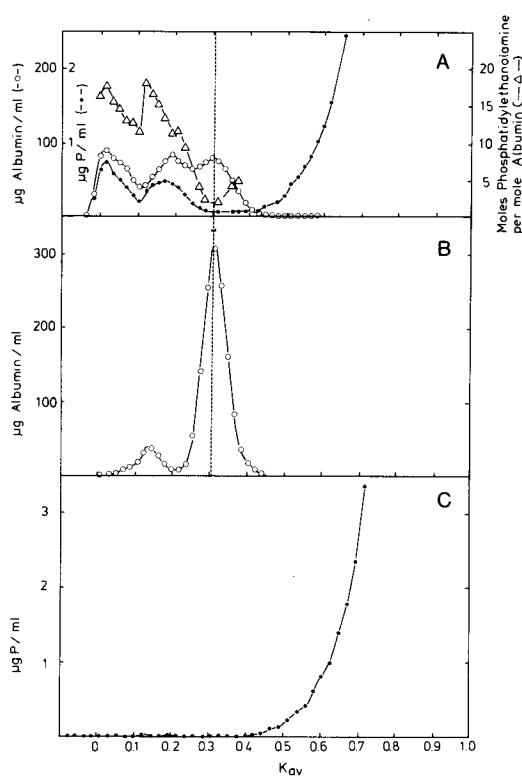 A
200
100
2
1
µg Albumin / ml (-o-)
µg P / ml (-•-)
25
20
15
10
5
Moles Phosphatidylethanolamine
per mole Albumin (—△—)
B
300
200
100
µg Albumin / ml
C
3
2
1
µg P / ml
0 0.1 0.2 0.3 0.4 0.5 0.6 0.7 0.8 0.9 1.0
Kav